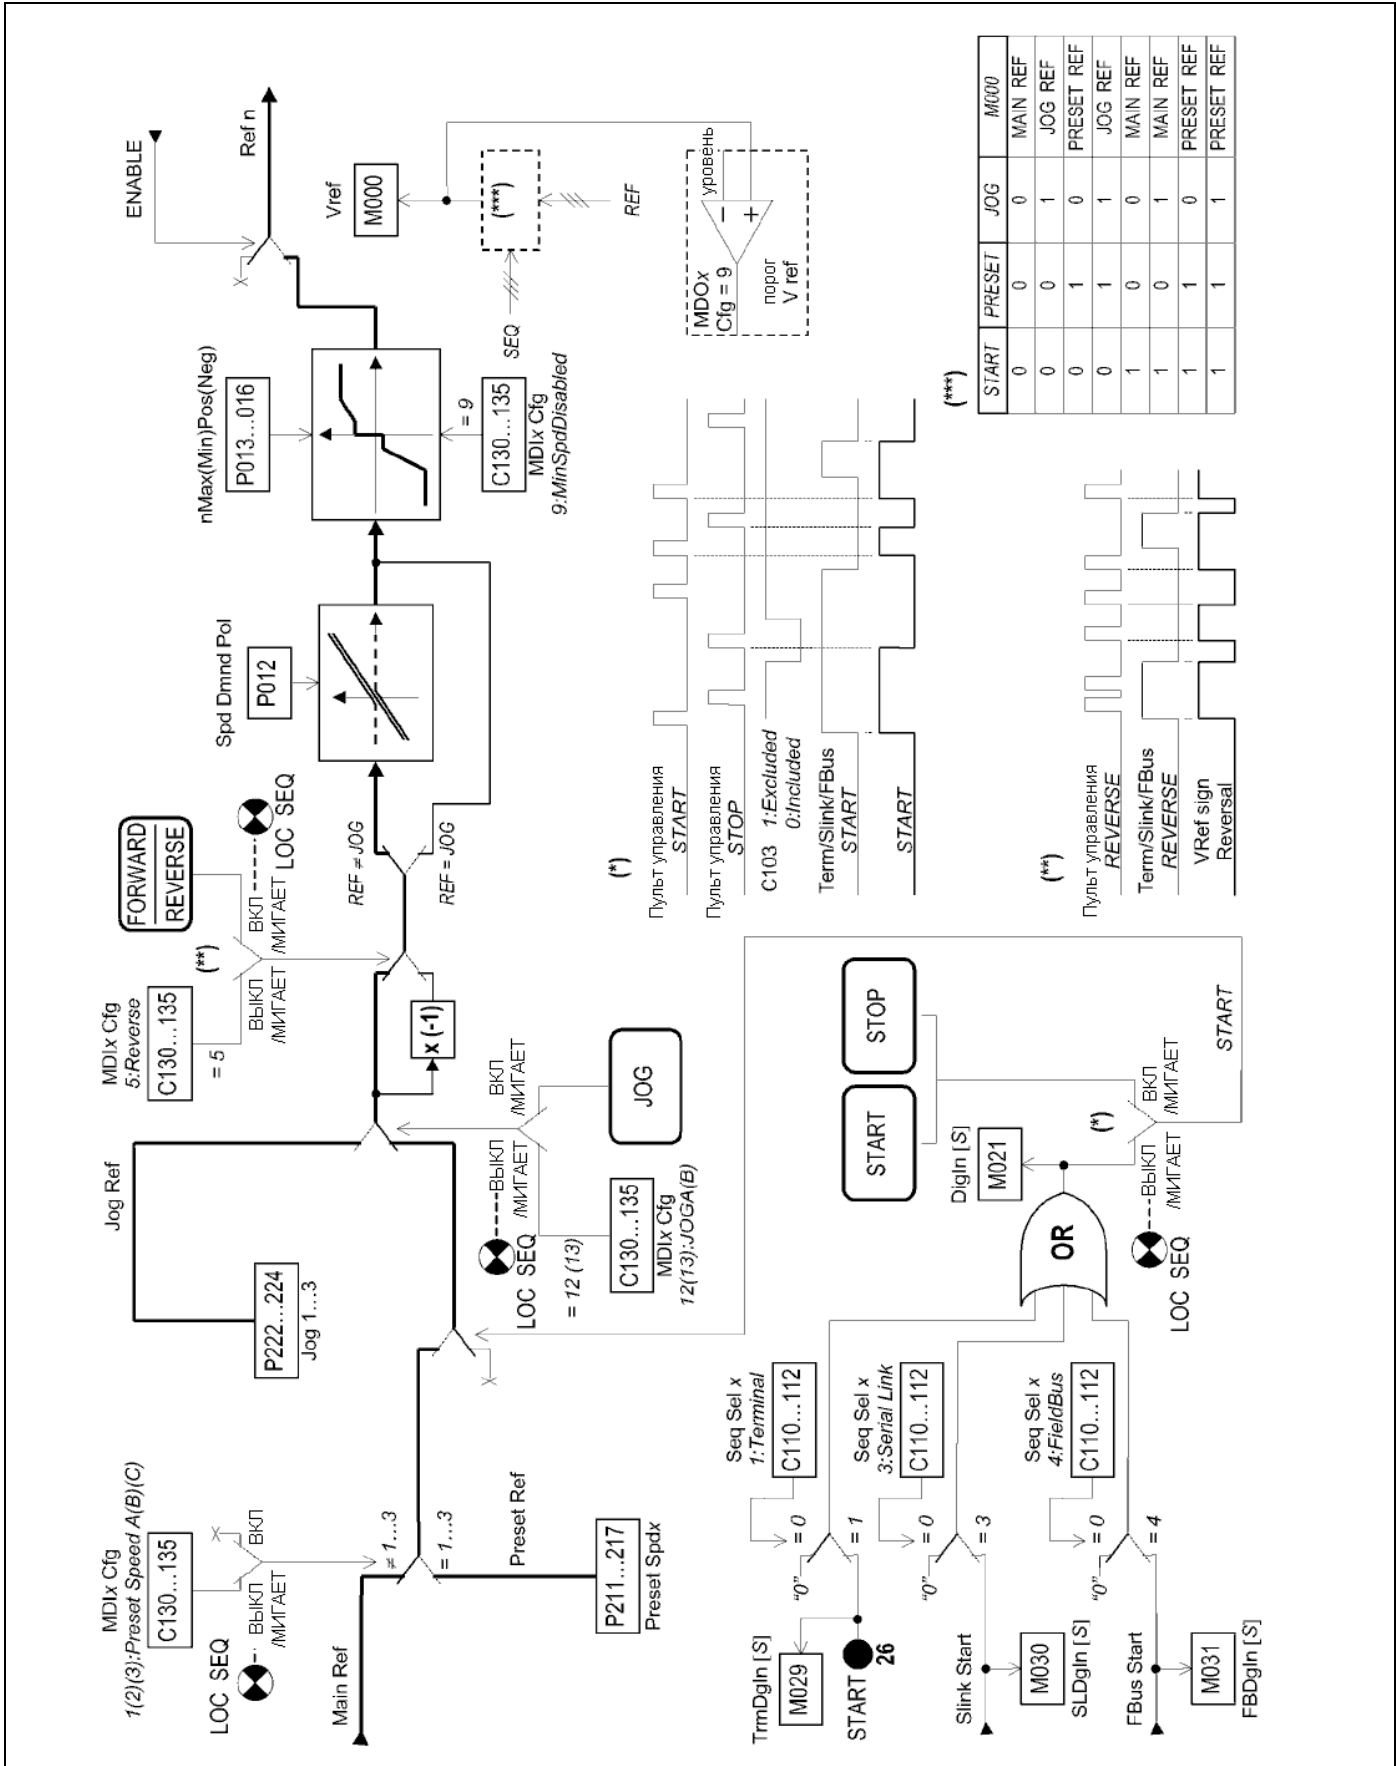 MDIx Cfg
1(2)(3):Preset Speed A(B)(C)
C130...135
LOC SEQ
ВЫКЛ
/МИГАЕТ
ВКЛ
Main Ref
≠ 1...3
= 1...3
Preset Ref
P211...217
Preset Spdx
Jog Ref
P222...224
Jog 1...3
LOC SEQ
ВЫКЛ
/МИГАЕТ
ВКЛ
/МИГАЕТ
= 12 (13)
C130...135
MDIx Cfg
12(13):JOGA(B)
JOG
MDIx Cfg
5:Reverse
C130...135
= 5
(**)
ВЫКЛ
/МИГАЕТ
ВКЛ
/МИГАЕТ
FORWARD
REVERSE
LOC SEQ
x (-1)
REF ≠ JOG
REF = JOG
Spd Dmnd Pol
P012
nMax(Min)Pos(Neg)
P013...016
= 9
C130...135
MDIx Cfg
9:MinSpdDisabled
ENABLE
Ref n
Vref
M000
(***)
SEQ
REF
MDOx
Cfg = 9
уровень
порог
V ref
TrmDgIn [S]
M029
START
26
"0"
= 0
= 1
Seq Sel x
1:Terminal
C110...112
Slink Start
M030
SLDgIn [S]
"0"
= 0
= 3
Seq Sel x
3:Serial Link
C110...112
FBus Start
M031
FBDgIn [S]
"0"
= 0
= 4
Seq Sel x
4:FieldBus
C110...112
OR
DigIn [S]
M021
LOC SEQ
ВЫКЛ
/МИГАЕТ
ВКЛ
/МИГАЕТ
(*)
START
STOP
START
(*)
Пульт управления
START
Пульт управления
STOP
C103 1:Excluded
0:Included
Term/Slink/FBus
START
START
(**)
Пульт управления
REVERSE
Term/Slink/FBus
REVERSE
VRef sign
Reversal
(***)
START PRESET JOG M000
0 0 0 MAIN REF
0 0 1 JOG REF
0 1 0 PRESET REF
0 1 1 JOG REF
1 0 0 MAIN REF
1 0 1 MAIN REF
1 1 0 PRESET REF
1 1 1 PRESET REF